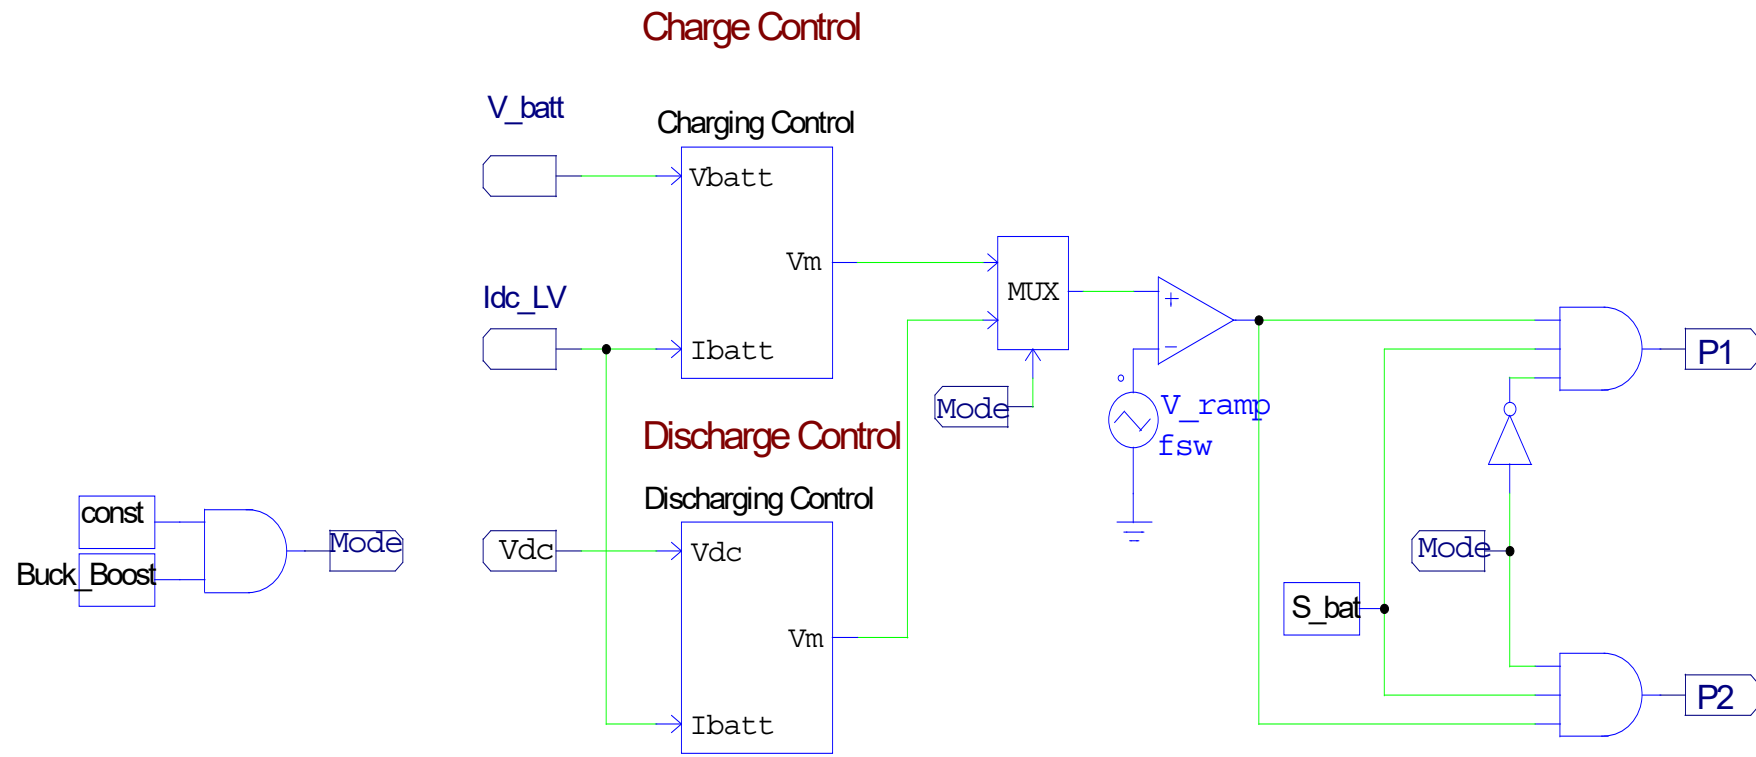 Charge Control
V_batt
Charging Control
Vbatt
Vm
Idc_LV
Ibatt
MUX
+
−
P1
Mode
V_ramp
fsw
Discharge Control
Discharging Control
const
Buck_Boost
Mode
Vdc
Vdc
Mode
S_bat
Vm
Ibatt
P2